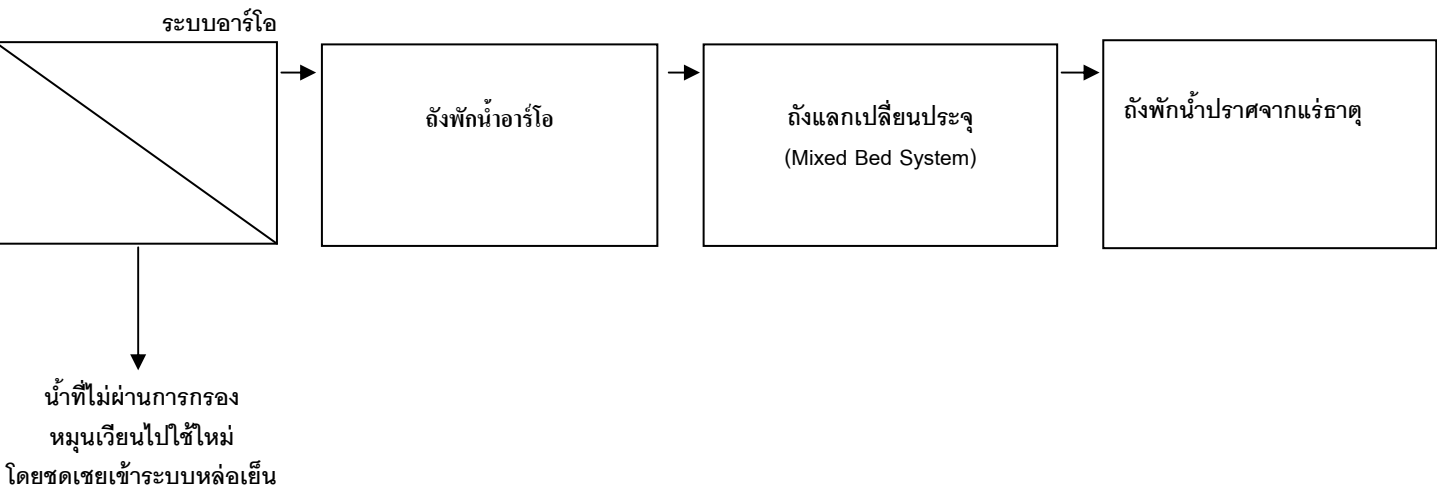 ระบบอาร์โอ
ถังพักน้ำอาร์โอ
ถังแลกเปลี่ยนประจุ
(Mixed Bed System)
ถังพักน้ำปราศจากแร่ธาตุ
น้ำที่ไม่ผ่านการกรอง
หมุนเวียนไปใช้ใหม่
โดยชดเชยเข้าระบบหล่อเย็น